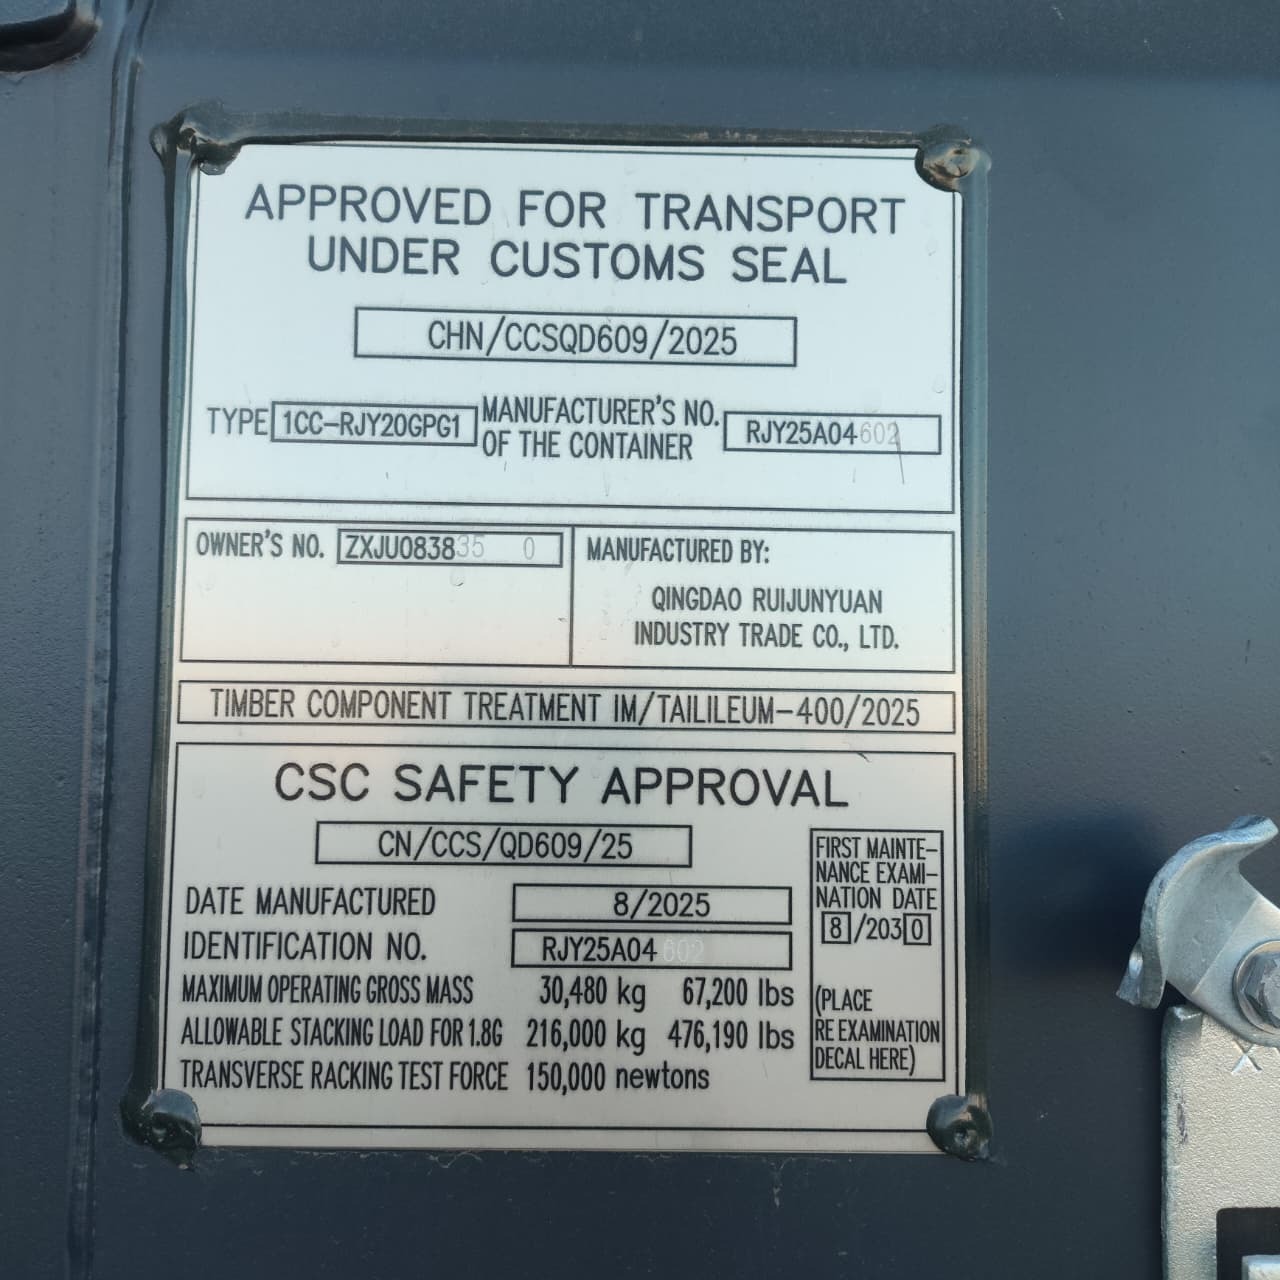 APPROVED FOR TRANSPORT
UNDER CUSTOMS SEAL
CHN/CCSQD609/2025
TYPE 1CC-RJY20GPG1 MANUFACTURER'S NO. OF THE CONTAINER RJY25A04602
OWNER'S NO. ZXJU083835 0
MANUFACTURED BY:
QINGDAO RUIJUNYUAN
INDUSTRY TRADE CO., LTD.
TIMBER COMPONENT TREATMENT IM/TAILILEUM-400/2025
CSC SAFETY APPROVAL
CN/CCS/QD609/25
DATE MANUFACTURED 8/2025
IDENTIFICATION NO. RJY25A04 602
MAXIMUM OPERATING GROSS MASS 30,480 kg 67,200 lbs
ALLOWABLE STACKING LOAD FOR 1.8G 216,000 kg 476,190 lbs
TRANSVERSE RACKING TEST FORCE 150,000 newtons
FIRST MAINTE-
NANCE EXAMI-
NATION DATE
8/2030
(PLACE
RE EXAMINATION
DECAL HERE)